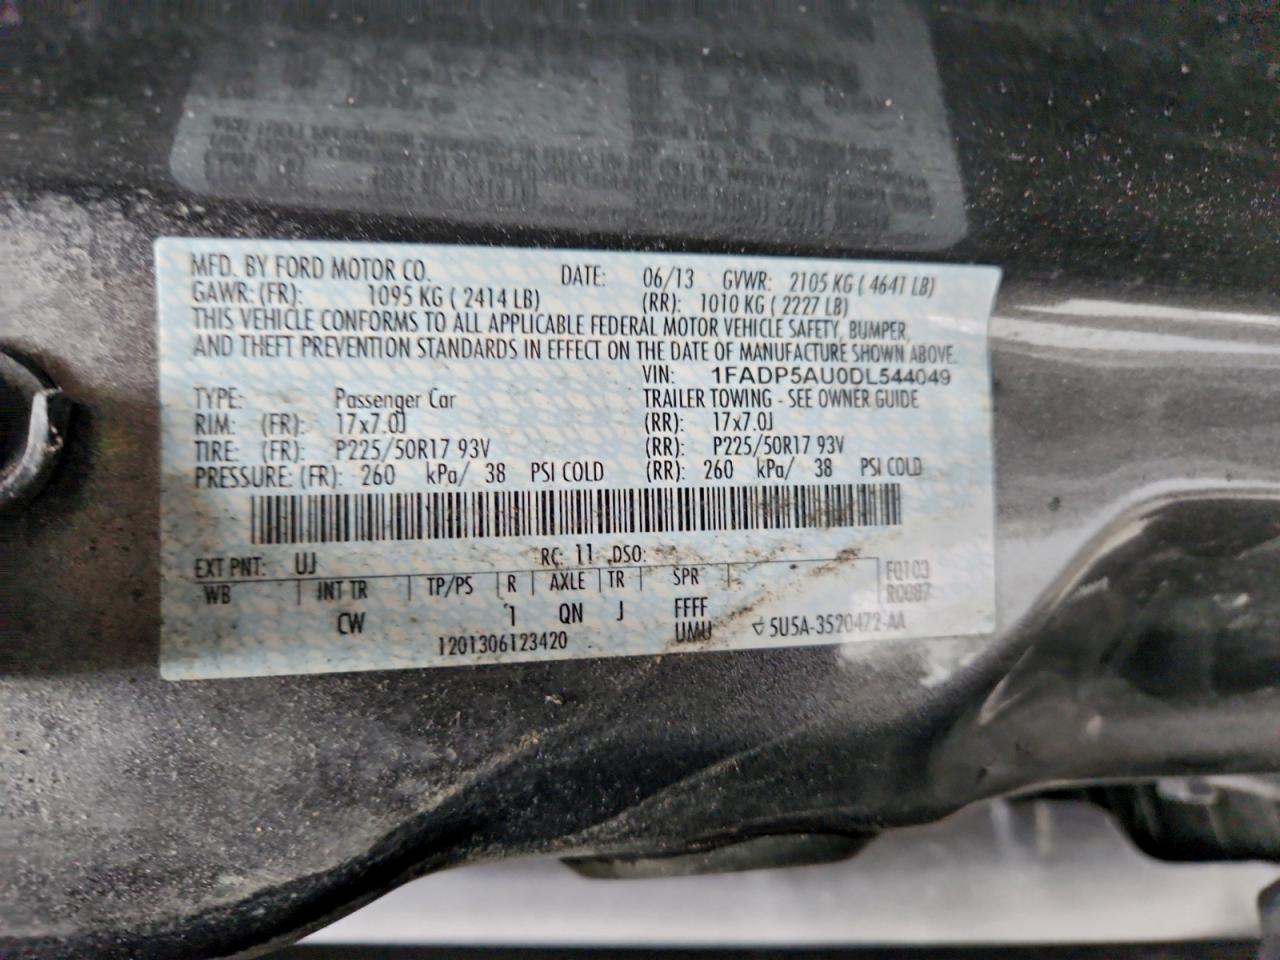 MFD. BY FORD MOTOR CO. DATE: 06/13 GVWR: 2105 KG ( 4641 LB)
GAWR: (FR): 1095 KG ( 2414 LB) (RR): 1010 KG ( 2227 LB)
THIS VEHICLE CONFORMS TO ALL APPLICABLE FEDERAL MOTOR VEHICLE SAFETY, BUMPER,
AND THEFT PREVENTION STANDARDS IN EFFECT ON THE DATE OF MANUFACTURE SHOWN ABOVE.
VIN: 1FADP5AU0DL544049
TYPE: Passenger Car TRAILER TOWING - SEE OWNER GUIDE
RIM: (FR): 17x7.0J (RR): 17x7.0J
TIRE: (FR): P225/50R17 93V (RR): P225/50R17 93V
PRESSURE: (FR): 260 kPa/ 38 PSI COLD (RR): 260 kPa/ 38 PSI COLD
EXT PNT: UJ RC: 11 DSO: F0103
WB INT TR TP/PS R AXLE TR SPR R0087
CW 1 QN J FFFF
1201306123420 UMU 5U5A-3520472-AA